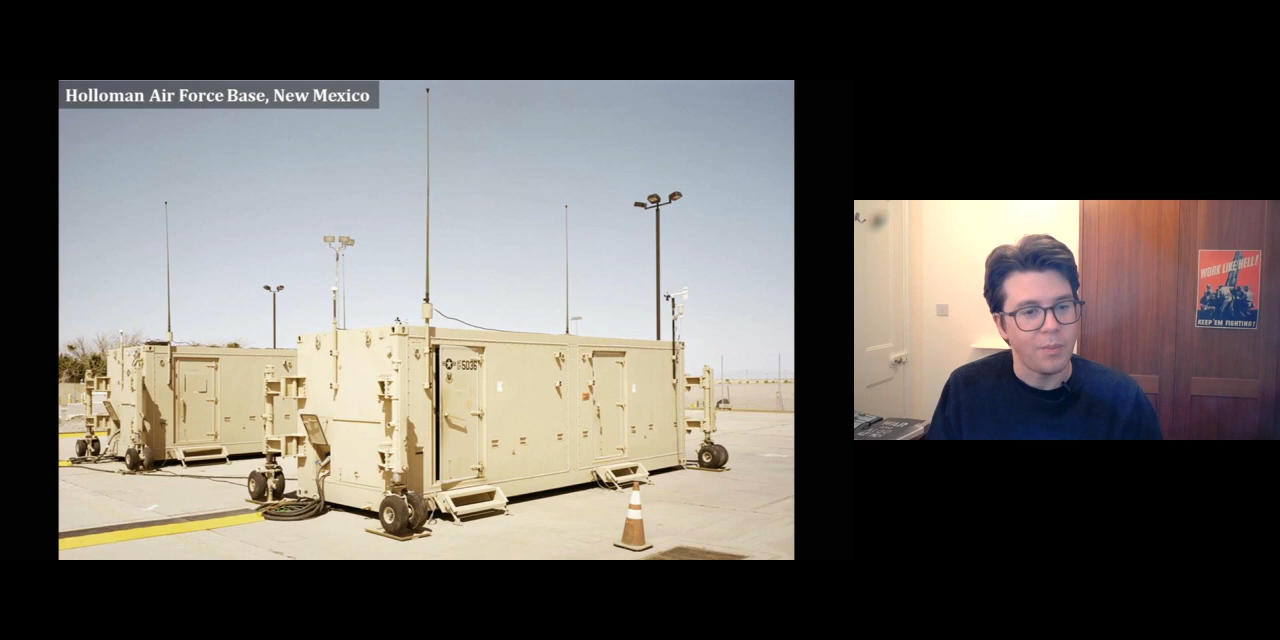 Holloman Air Force Base, New Mexico
5036
WORK LIKE HELL!
KEEP 'EM FIGHTING!